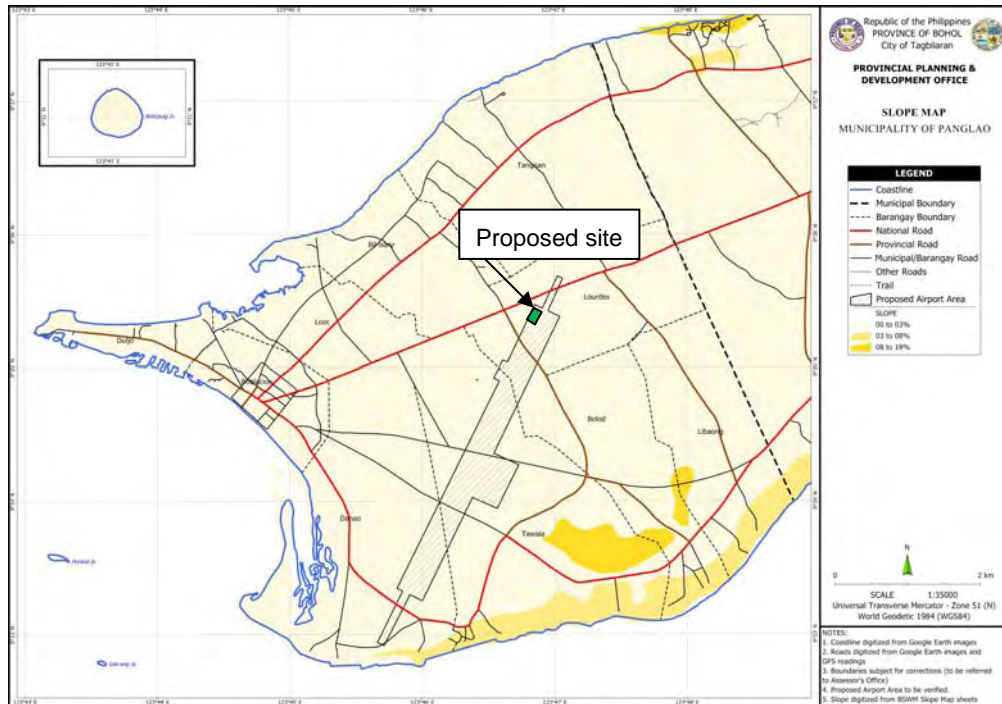 Republic of the Philippines
PROVINCE OF BOHOL
City of Tagbilaran
PROVINCIAL PLANNING &
DEVELOPMENT OFFICE
SLOPE MAP
MUNICIPALITY OF PANGLAO
LEGEND
Coastline
Municipal Boundary
Barangay Boundary
National Road
Provincial Road
Municipal/Barangay Road
Other Roads
Trail
Proposed Airport Area
SLOPE
00 to 03%
03 to 08%
08 to 18%
N
0 2 km
SCALE 1:35000
Universal Transverse Mercator - Zone 51 (N)
World Geodetic 1984 (WGS84)
NOTES:
1. Coastline digitized from Google Earth images
2. Roads digitized from Google Earth images and
GPS readings
3. Boundaries subject for corrections (to be referred
to Assessor's Office)
4. Proposed Airport Area to be verified.
5. Slope digitized from BSWM Slope Map sheets
Proposed site
Tangnan
Lourdes
Looc
Doljo
Poblacion
Bolod
Libaong
Danao
Tawala